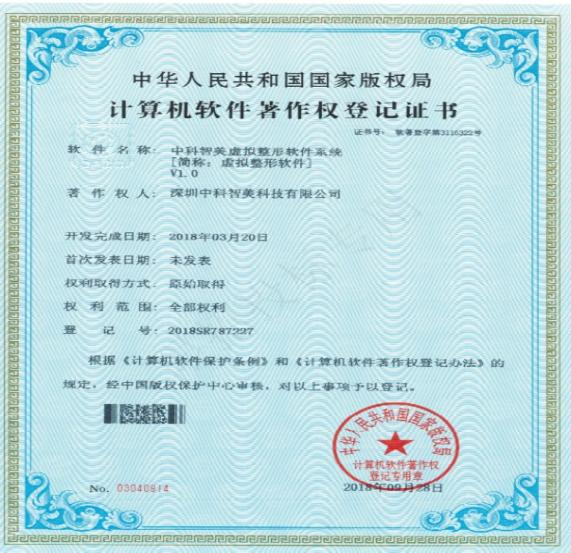 中华人民共和国国家版权局
计算机软件著作权登记证书
证书号： 软著登字第3116322号
软 件 名 称： 中科智美虚拟整形软件系统
[简称：虚拟整形软件]
V1.0
著 作 权 人： 深圳中科智美科技有限公司
开发完成日期： 2018年03月20日
首次发表日期： 未发表
权利取得方式： 原始取得
权 利 范 围： 全部权利
登 记 号： 2018SR787227
根据《计算机软件保护条例》和《计算机软件著作权登记办法》的
规定，经中国版权保护中心审核，对以上事项予以登记。
中华人民共和国国家版权局
计算机软件著作权
登记专用章
No. 03040814
2018年09月28日